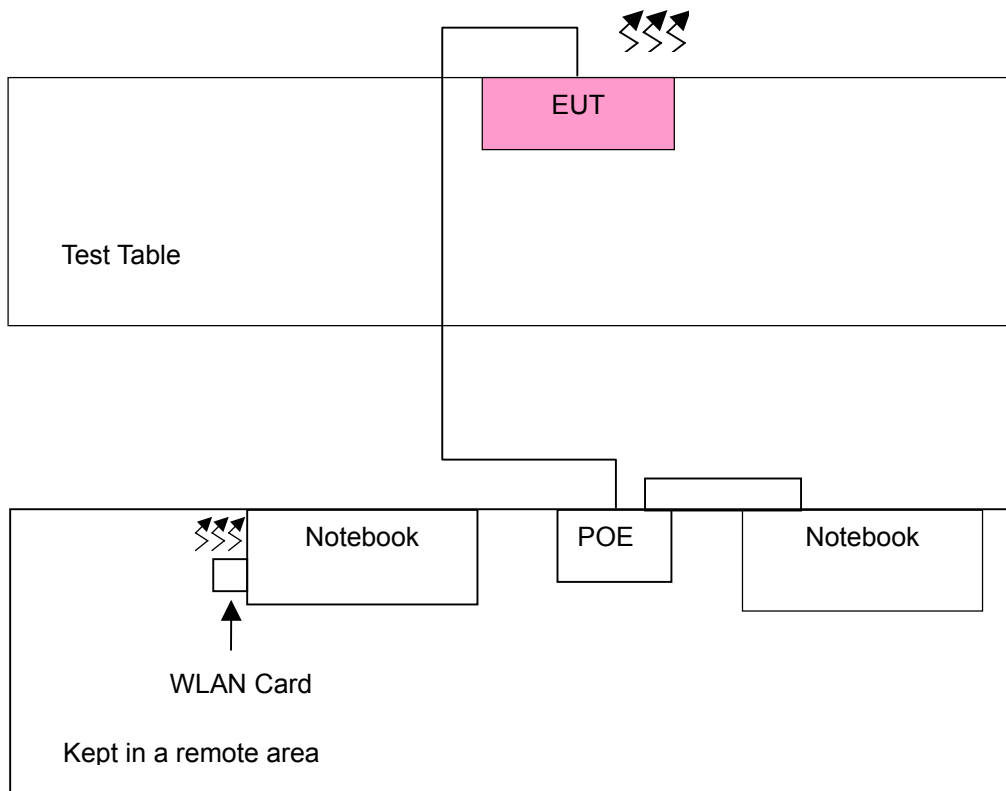 EUT
Test Table
Notebook
POE
Notebook
WLAN Card
Kept in a remote area